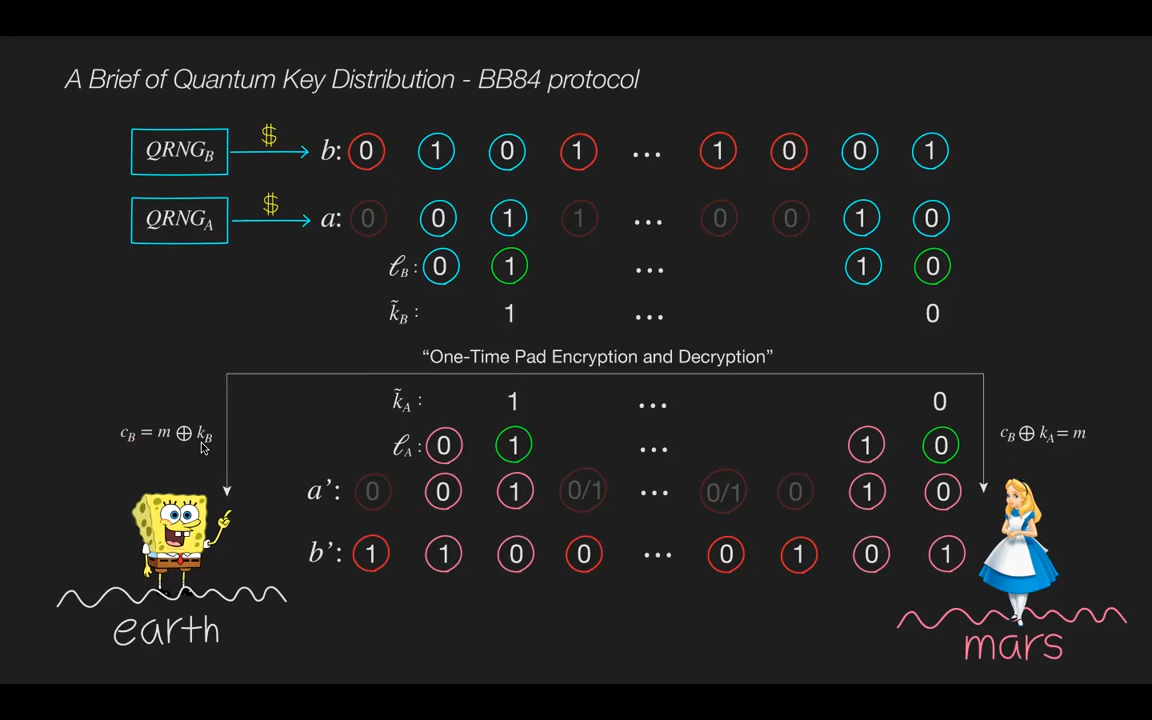 A Brief of Quantum Key Distribution - BB84 protocol
QRNG_B $ b: 0 1 0 1 ... 1 0 0 1
QRNG_A $ a: 0 0 1 1 ... 0 0 1 0
ℓ_B : 0 1 ... 1 0
k̃_B : 1 ... 0
“One-Time Pad Encryption and Decryption”
k̃_A : 1 ... 0
c_B = m ⊕ k_B
c_B ⊕ k_A = m
ℓ_A : 0 1 ... 1 0
a’: 0 0 1 0/1 ... 0/1 0 1 0
b’: 1 1 0 0 ... 0 1 0 1
earth
mars